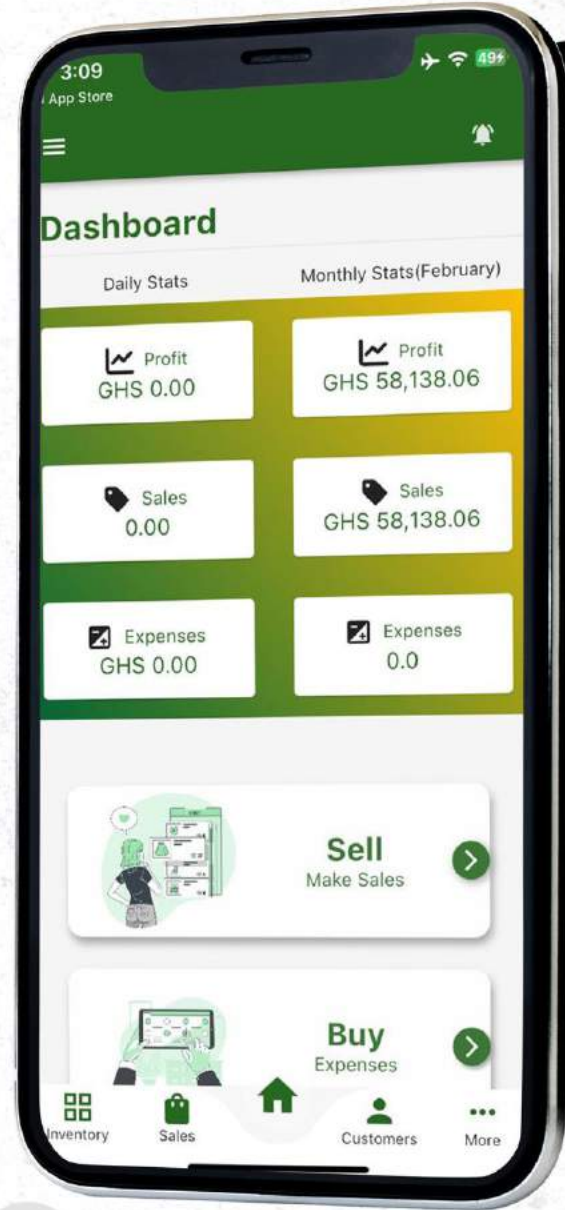 3:09
App Store
49
Dashboard
Daily Stats
Monthly Stats(February)
Profit
GHS 0.00
Profit
GHS 58,138.06
Sales
0.00
Sales
GHS 58,138.06
Expenses
GHS 0.00
Expenses
0.0
Sell
Make Sales
Buy
Expenses
Inventory
Sales
Customers
More